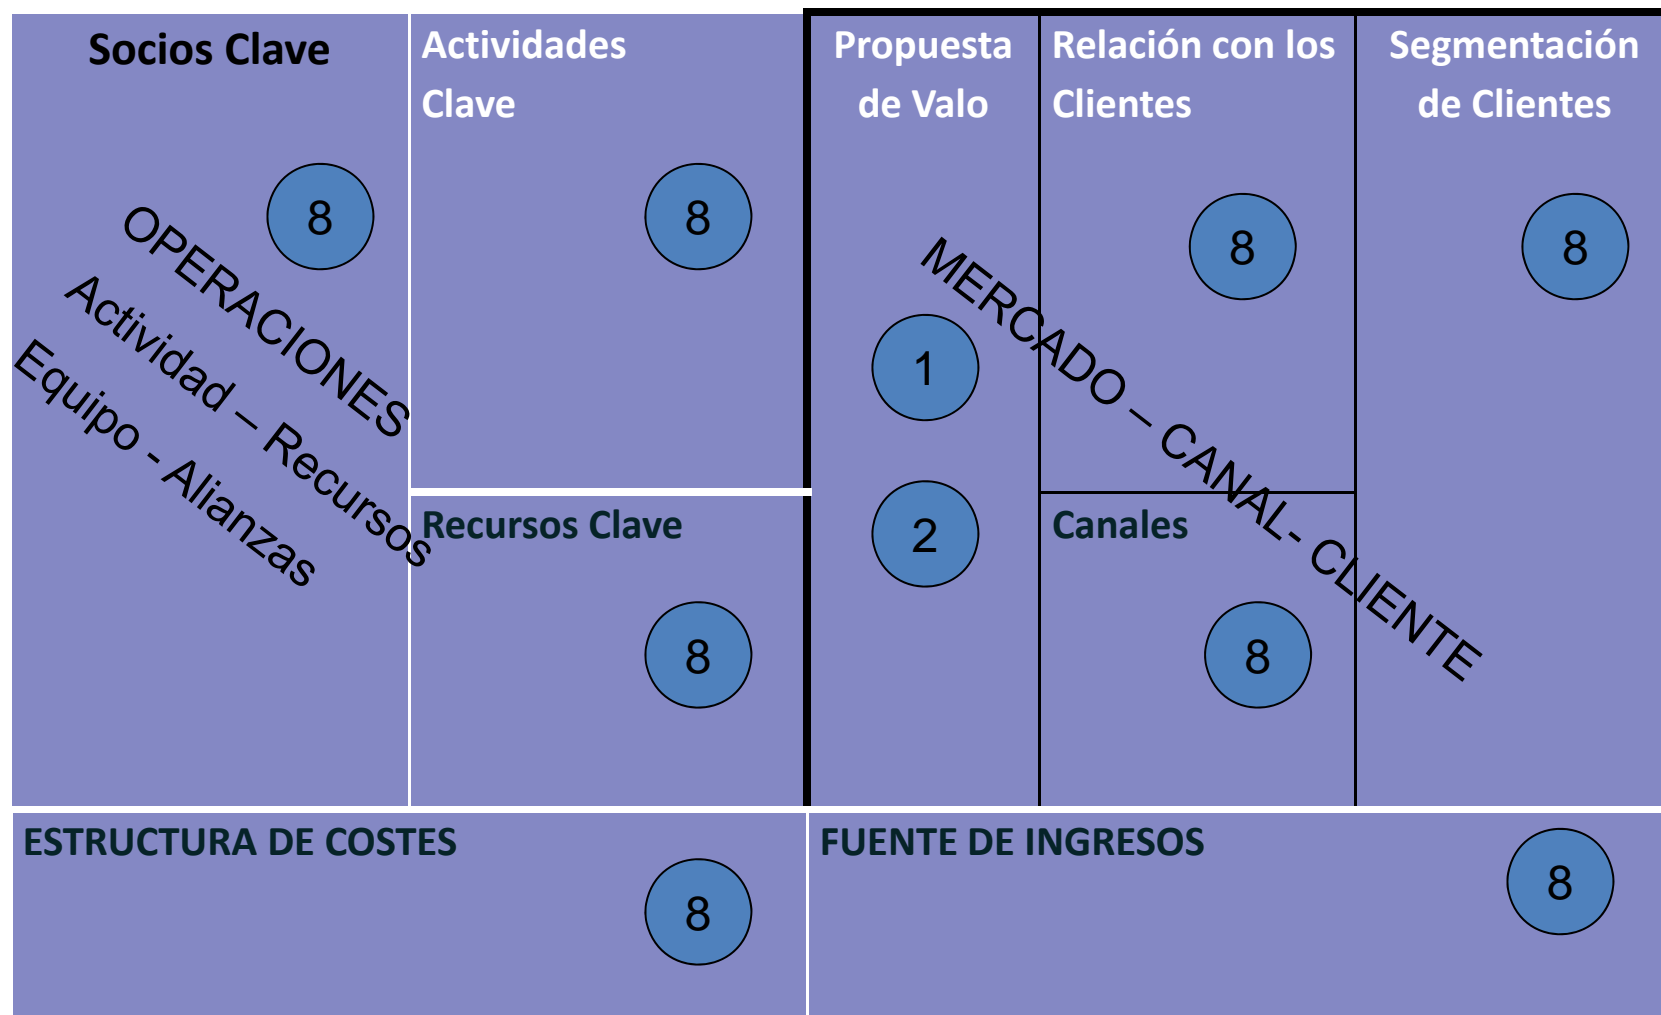 Socios Clave
8
OPERACIONES
Actividad – Recursos
Equipo - Alianzas
Actividades
Clave
8
Recursos Clave
8
Propuesta
de Valo
1
2
Relación con los
Clientes
8
MERCADO – CANAL- CLIENTE
Canales
8
Segmentación
de Clientes
8
ESTRUCTURA DE COSTES
8
FUENTE DE INGRESOS
8